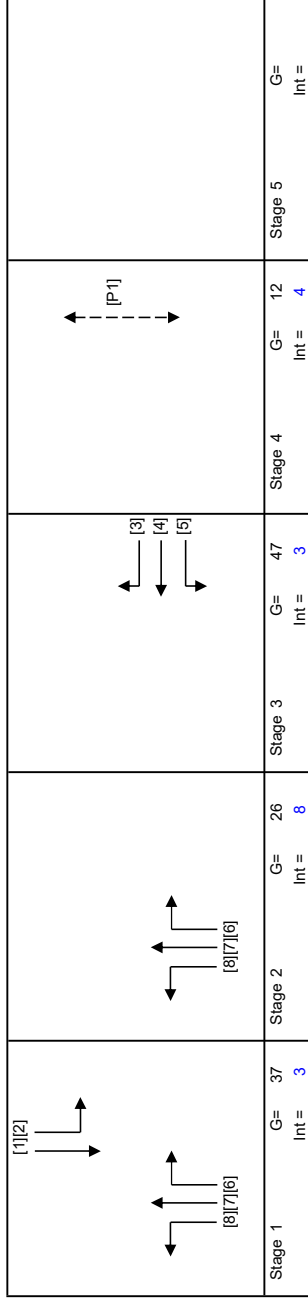 [1][2]
[8][7][6]
Stage 1 G= 37
Int = 3
[8][7][6]
Stage 2 G= 26
Int = 8
[3]
[4]
[5]
Stage 3 G= 47
Int = 3
[P1]
Stage 4 G= 12
Int = 4
Stage 5 G=
Int =